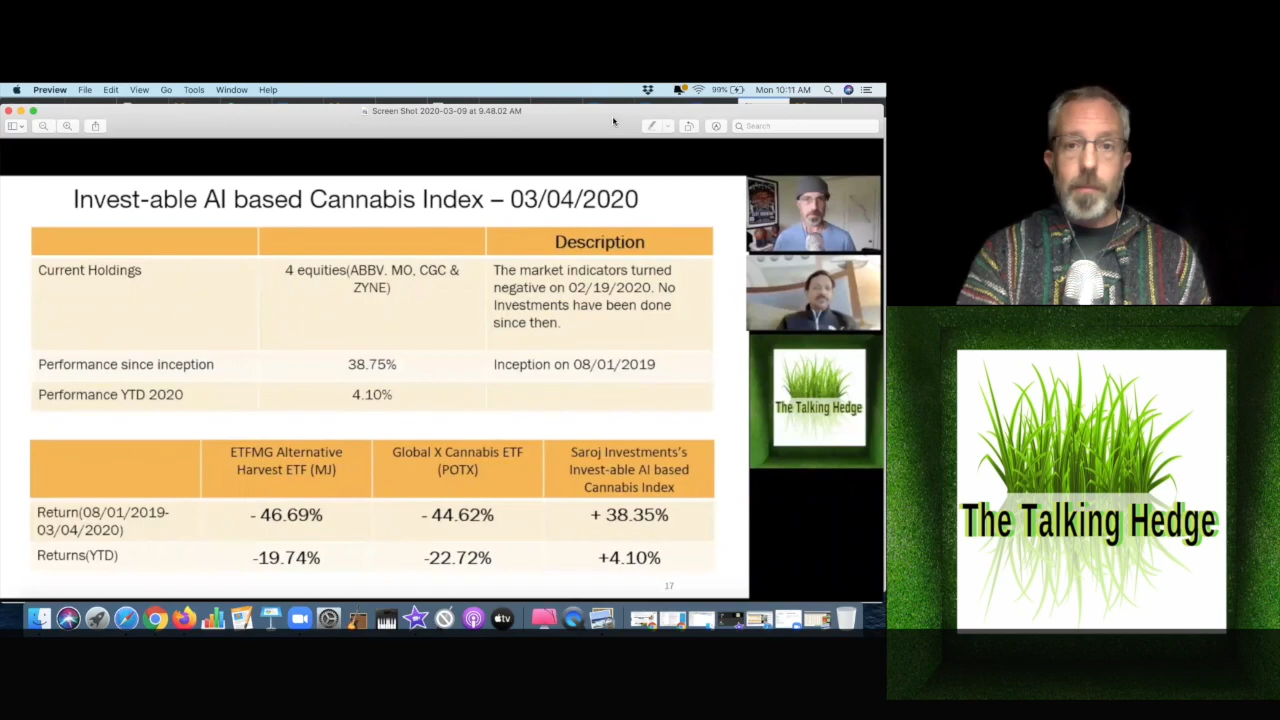 Preview File Edit View Go Tools Window Help 99% Mon 10:11 AM
Screen Shot 2020-03-09 at 9.48.02 AM
Search
Invest-able AI based Cannabis Index – 03/04/2020
Description
Current Holdings
4 equities(ABBV. MO, CGC &
ZYNE)
The market indicators turned
negative on 02/19/2020. No
Investments have been done
since then.
Performance since inception
38.75%
Inception on 08/01/2019
Performance YTD 2020
4.10%
ETFMG Alternative
Harvest ETF (MJ)
Global X Cannabis ETF
(POTX)
Saroj Investments's
Invest-able AI based
Cannabis Index
Return(08/01/2019-
03/04/2020)
- 46.69%
- 44.62%
+ 38.35%
Returns(YTD)
-19.74%
-22.72%
+4.10%
17
The Talking Hedge
The Talking Hedge
tv